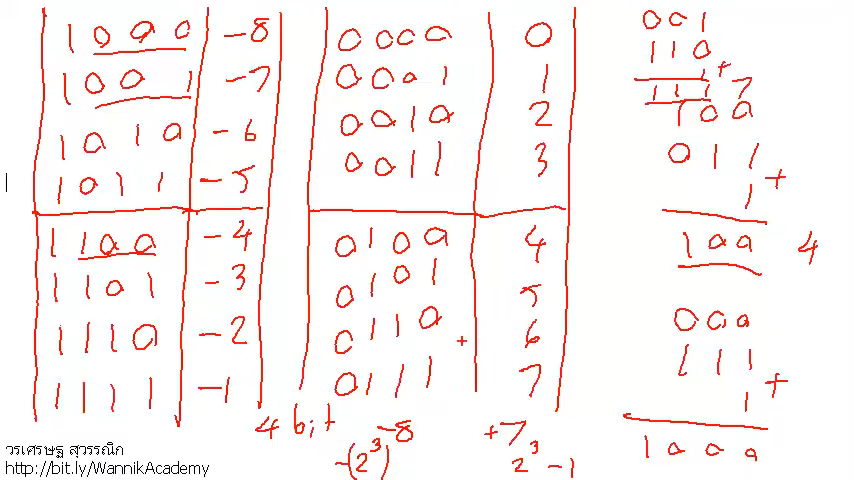 1000 -8 0000 0 001
1001 -7 0001 1 110
1 +
111 7
1010 -6 0010 2 100
1011 -5 0011 3 011
1 +
1100 -4 0100 4 100 4
1101 -3 0101 5
1110 -2 0110 + 6 000
1111 -1 0111 7 111
1 +
4 bit -8 +7
-(2³) 2³ -1 1000
วรเศรษฐ สุวรรณิก
http://bit.ly/WannikAcademy